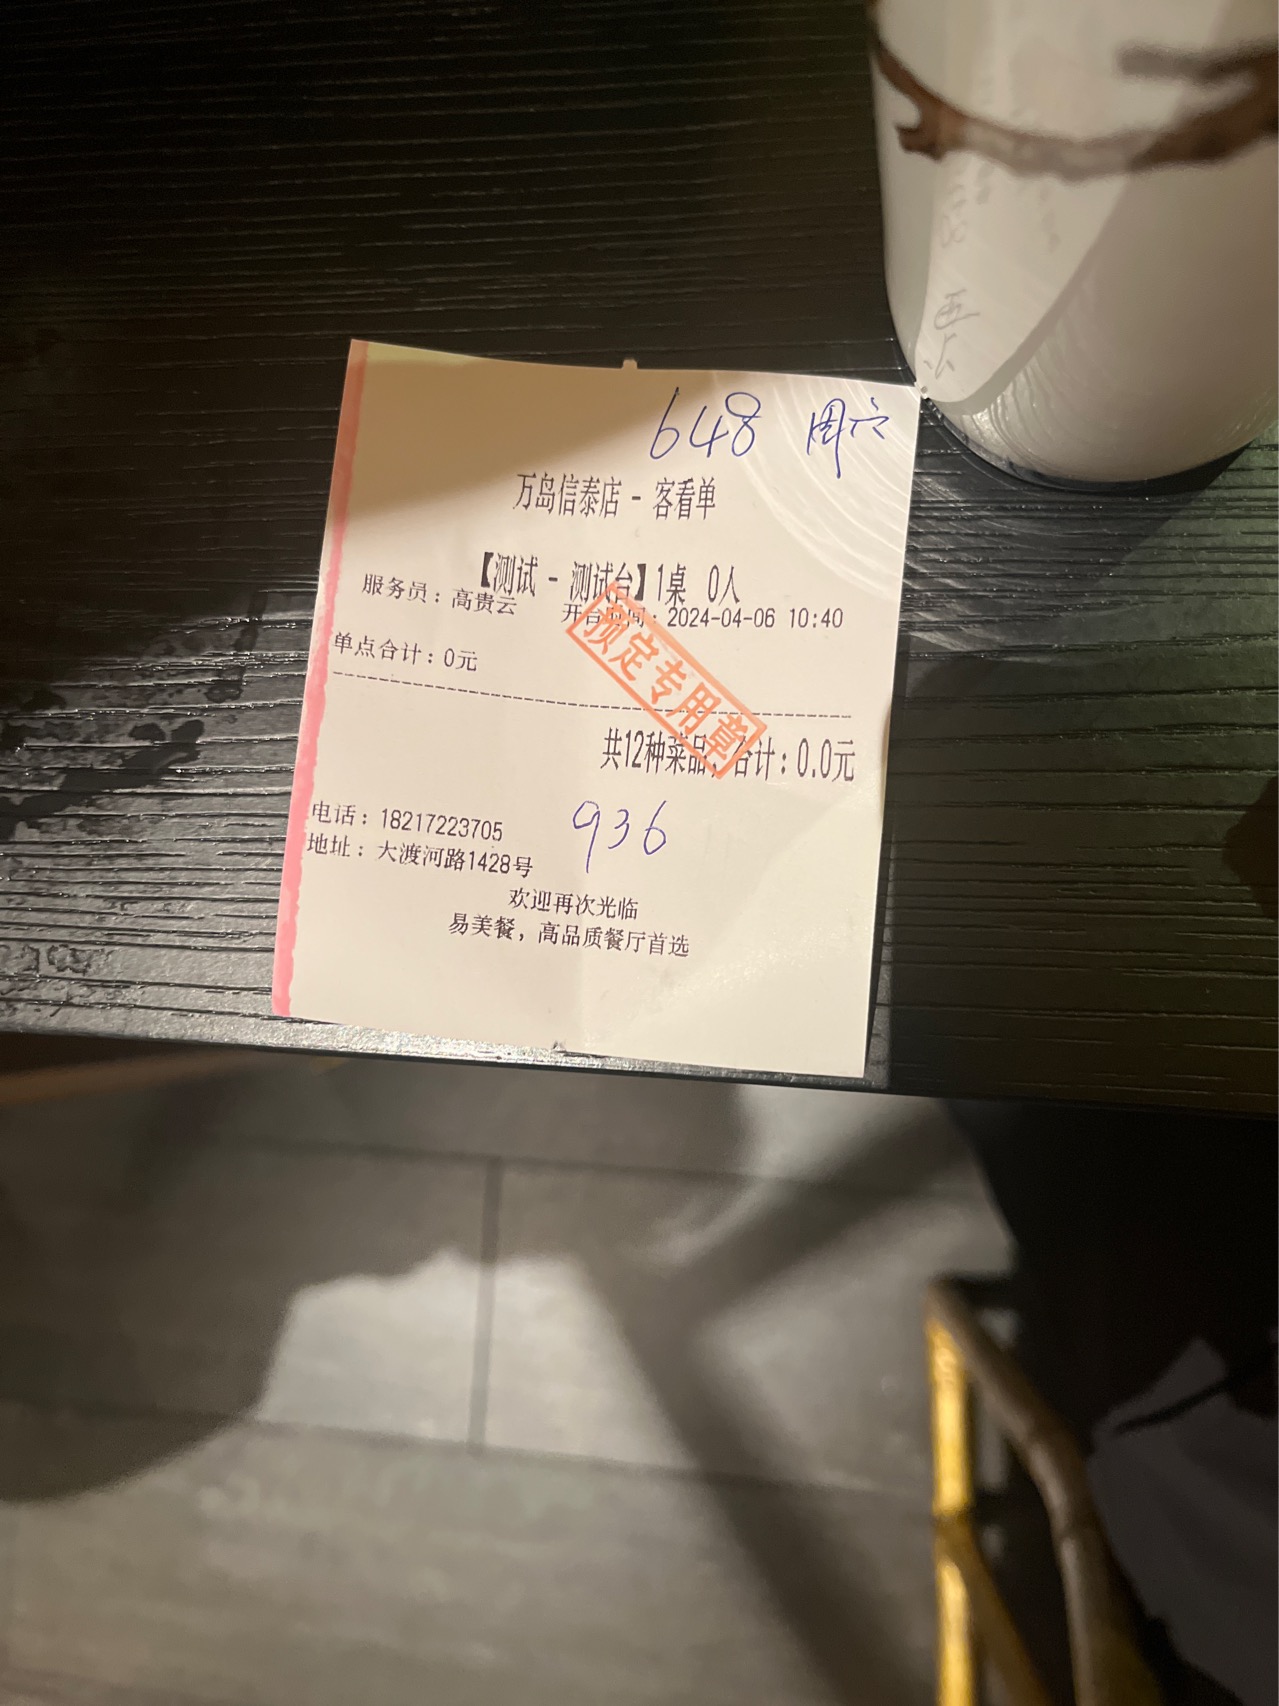 648 周六
万岛信泰店 - 客看单
【测试 - 测试台】1桌 0人
服务员：高贵云 开台时间：2024-04-06 10:40
预定专用章
单点合计：0元
共12种菜品，合计：0.0元
936
电话：18217223705
地址：大渡河路1428号
欢迎再次光临
易美餐，高品质餐厅首选